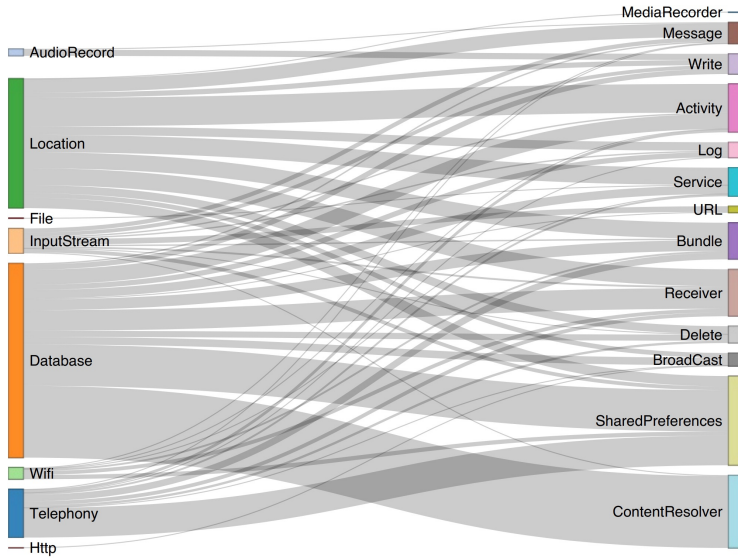 AudioRecord
Location
File
InputStream
Database
Wifi
Telephony
Http
MediaRecorder
Message
Write
Activity
Log
Service
URL
Bundle
Receiver
Delete
BroadCast
SharedPreferences
ContentResolver